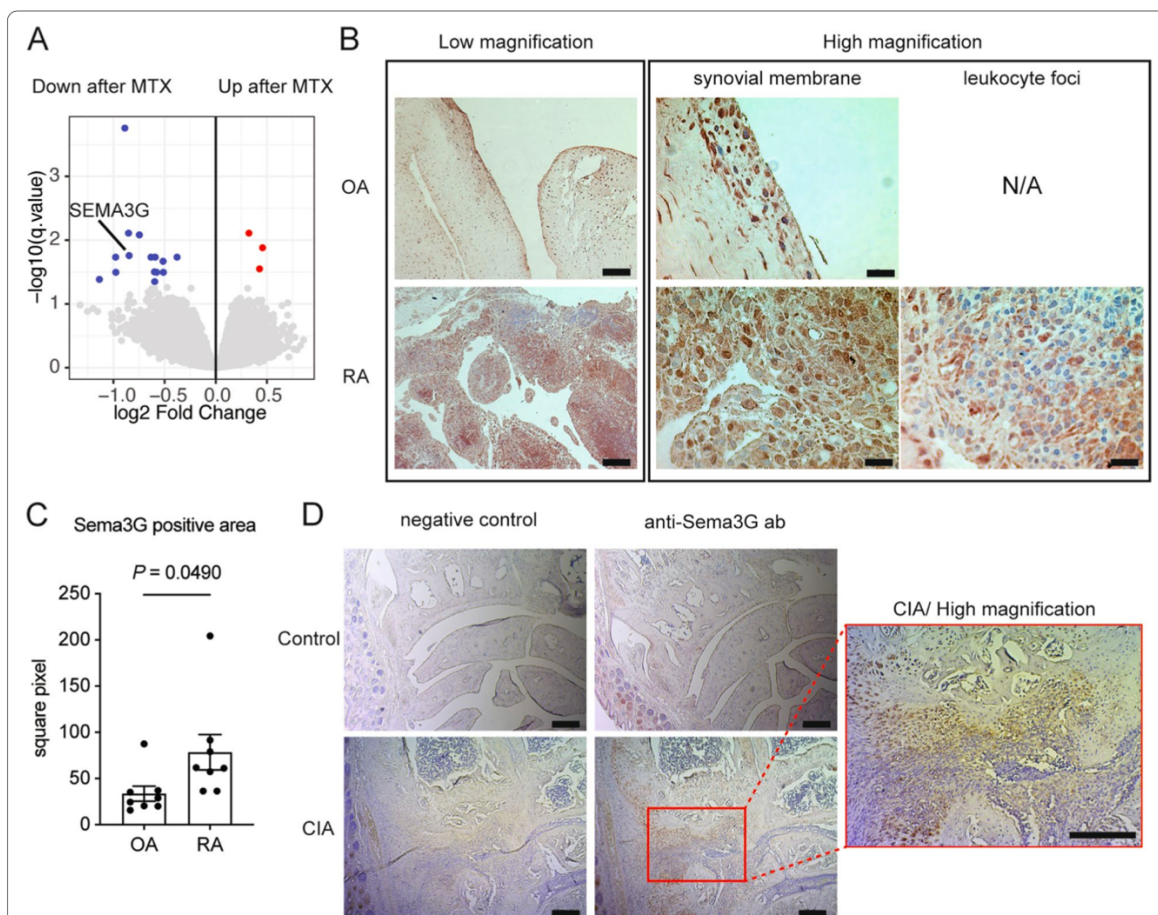 A
Down after MTX
Up after MTX
SEMA3G
−log10(q.value)
3
2
1
0
−1.0
−0.5
0.0
0.5
log2 Fold Change
B
Low magnification
High magnification
synovial membrane
leukocyte foci
OA
N/A
RA
C
Sema3G positive area
P = 0.0490
square pixel
250
200
150
100
50
0
OA
RA
D
negative control
anti-Sema3G ab
Control
CIA
CIA/ High magnification